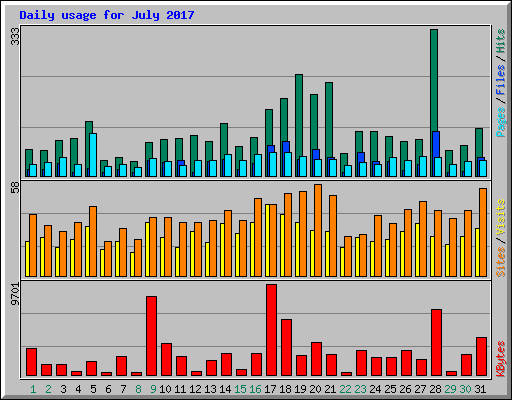 Daily usage for July 2017
333
Pages / Files / Hits
58
Sites / Visits
9701
KBytes
1 2 3 4 5 6 7 8 9 10 11 12 13 14 15 16 17 18 19 20 21 22 23 24 25 26 27 28 29 30 31